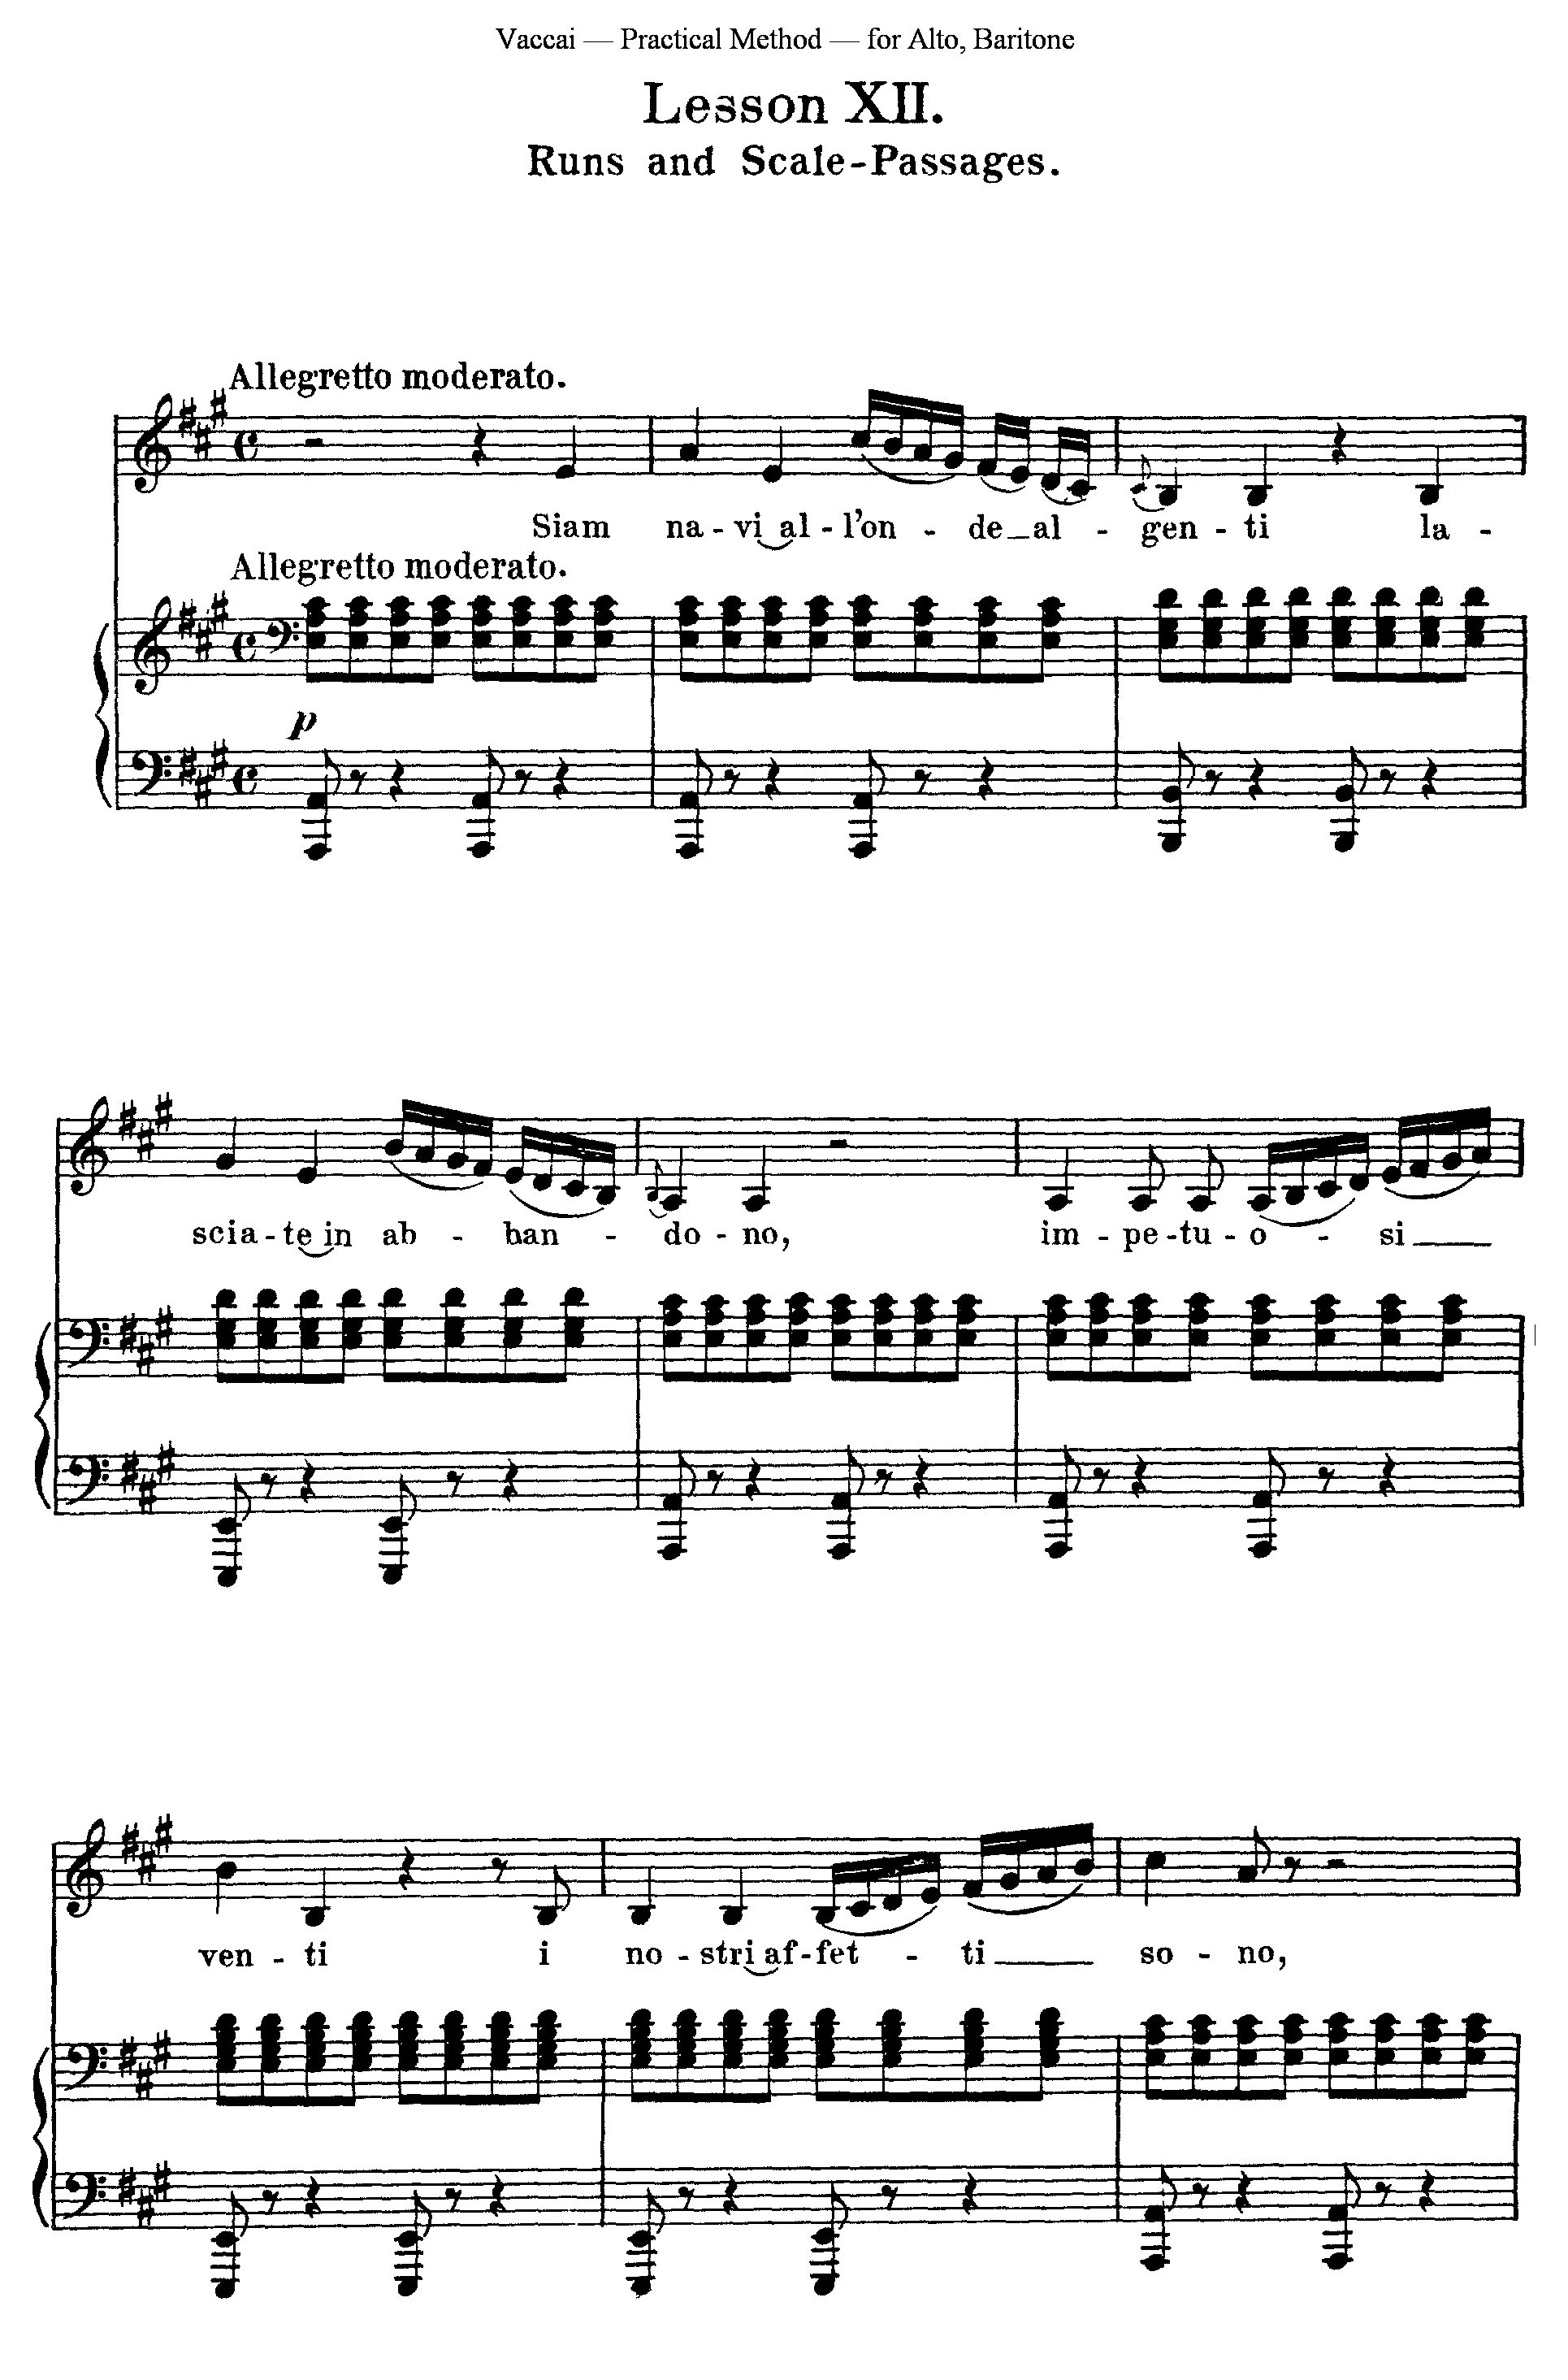 Vaccai — Practical Method — for Alto, Baritone
Lesson XII.
Runs and Scale-Passages.
Allegretto moderato.
Siam na - vi al - l'on - de al - gen - ti la -
Allegretto moderato.
p
scia - te in ab - ban - do - no, im - pe - tu - o - si
ven - ti i no - stri af - fet - ti so - no,